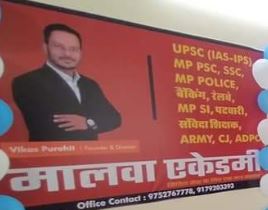 UPSC (IAS-IPS)
MP PSC, SSC,
MP POLICE,
बैंकिंग, रेलवे,
MP SI, पटवारी,
संविदा शिक्षक,
ARMY, CJ, ADPO
Vikas Purohit | Founder & Director
मालवा एकेडमी
Office Contact : 9752767778, 9179203393